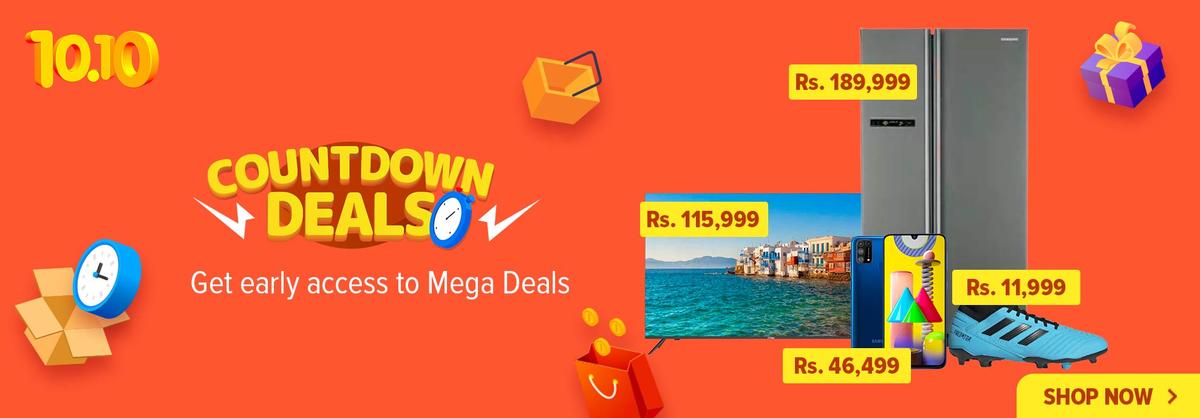 10.10
COUNTDOWN
DEALS
Get early access to Mega Deals
Rs. 189,999
Rs. 115,999
Rs. 11,999
Rs. 46,499
SAMSUNG
SHOP NOW